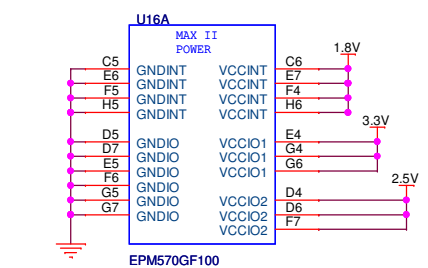 U16A
MAX II
POWER
1.8V
C5 GNDINT VCCINT C6
E6 GNDINT VCCINT E7
F5 GNDINT VCCINT F4
H5 GNDINT VCCINT H6
3.3V
D5 GNDIO VCCIO1 E4
D7 GNDIO VCCIO1 G4
E5 GNDIO VCCIO1 G6
F6 GNDIO
2.5V
G5 GNDIO VCCIO2 D4
G7 GNDIO VCCIO2 D6
VCCIO2 F7
EPM570GF100